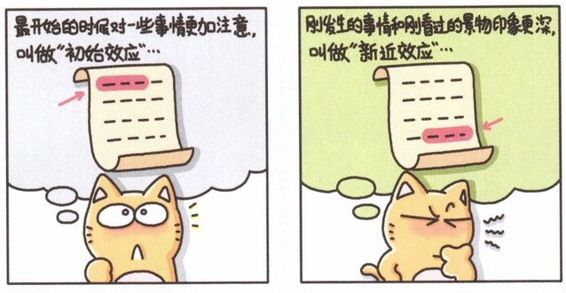 最开始的时候对一些事情更加注意，
叫做“初始效应”…
刚发生的事情和刚看过的景物印象更深，
叫做“新近效应”…